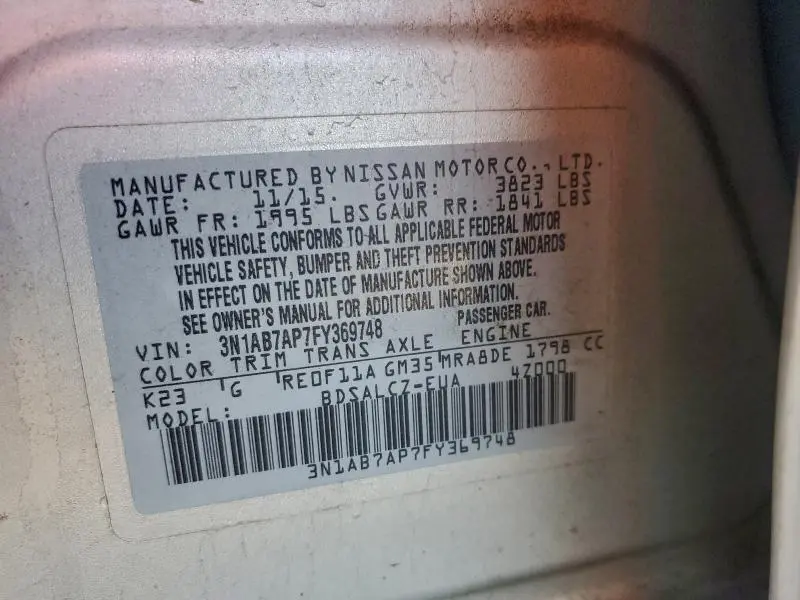 MANUFACTURED BY NISSAN MOTOR CO., LTD.
DATE: 11/15. GVWR: 3823 LBS
GAWR FR: 1995 LBS GAWR RR: 1841 LBS
THIS VEHICLE CONFORMS TO ALL APPLICABLE FEDERAL MOTOR
VEHICLE SAFETY, BUMPER AND THEFT PREVENTION STANDARDS
IN EFFECT ON THE DATE OF MANUFACTURE SHOWN ABOVE.
SEE OWNER'S MANUAL FOR ADDITIONAL INFORMATION.
VIN: 3N1AB7AP7FY369748 PASSENGER CAR.
COLOR TRIM TRANS AXLE ENGINE
K23 G RE0F11A GM35 MRA8DE 1798 CC
MODEL: BDSALCZ-EUA 4Z000
3N1AB7AP7FY369748